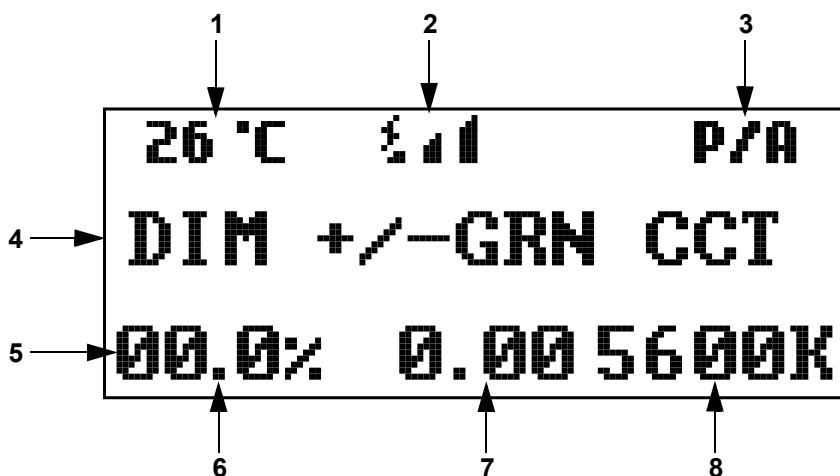 1 2 3
26 °C P/A
4 DIM +/-GRN CCT
5 00.0% 0.00 5600K
6 7 8